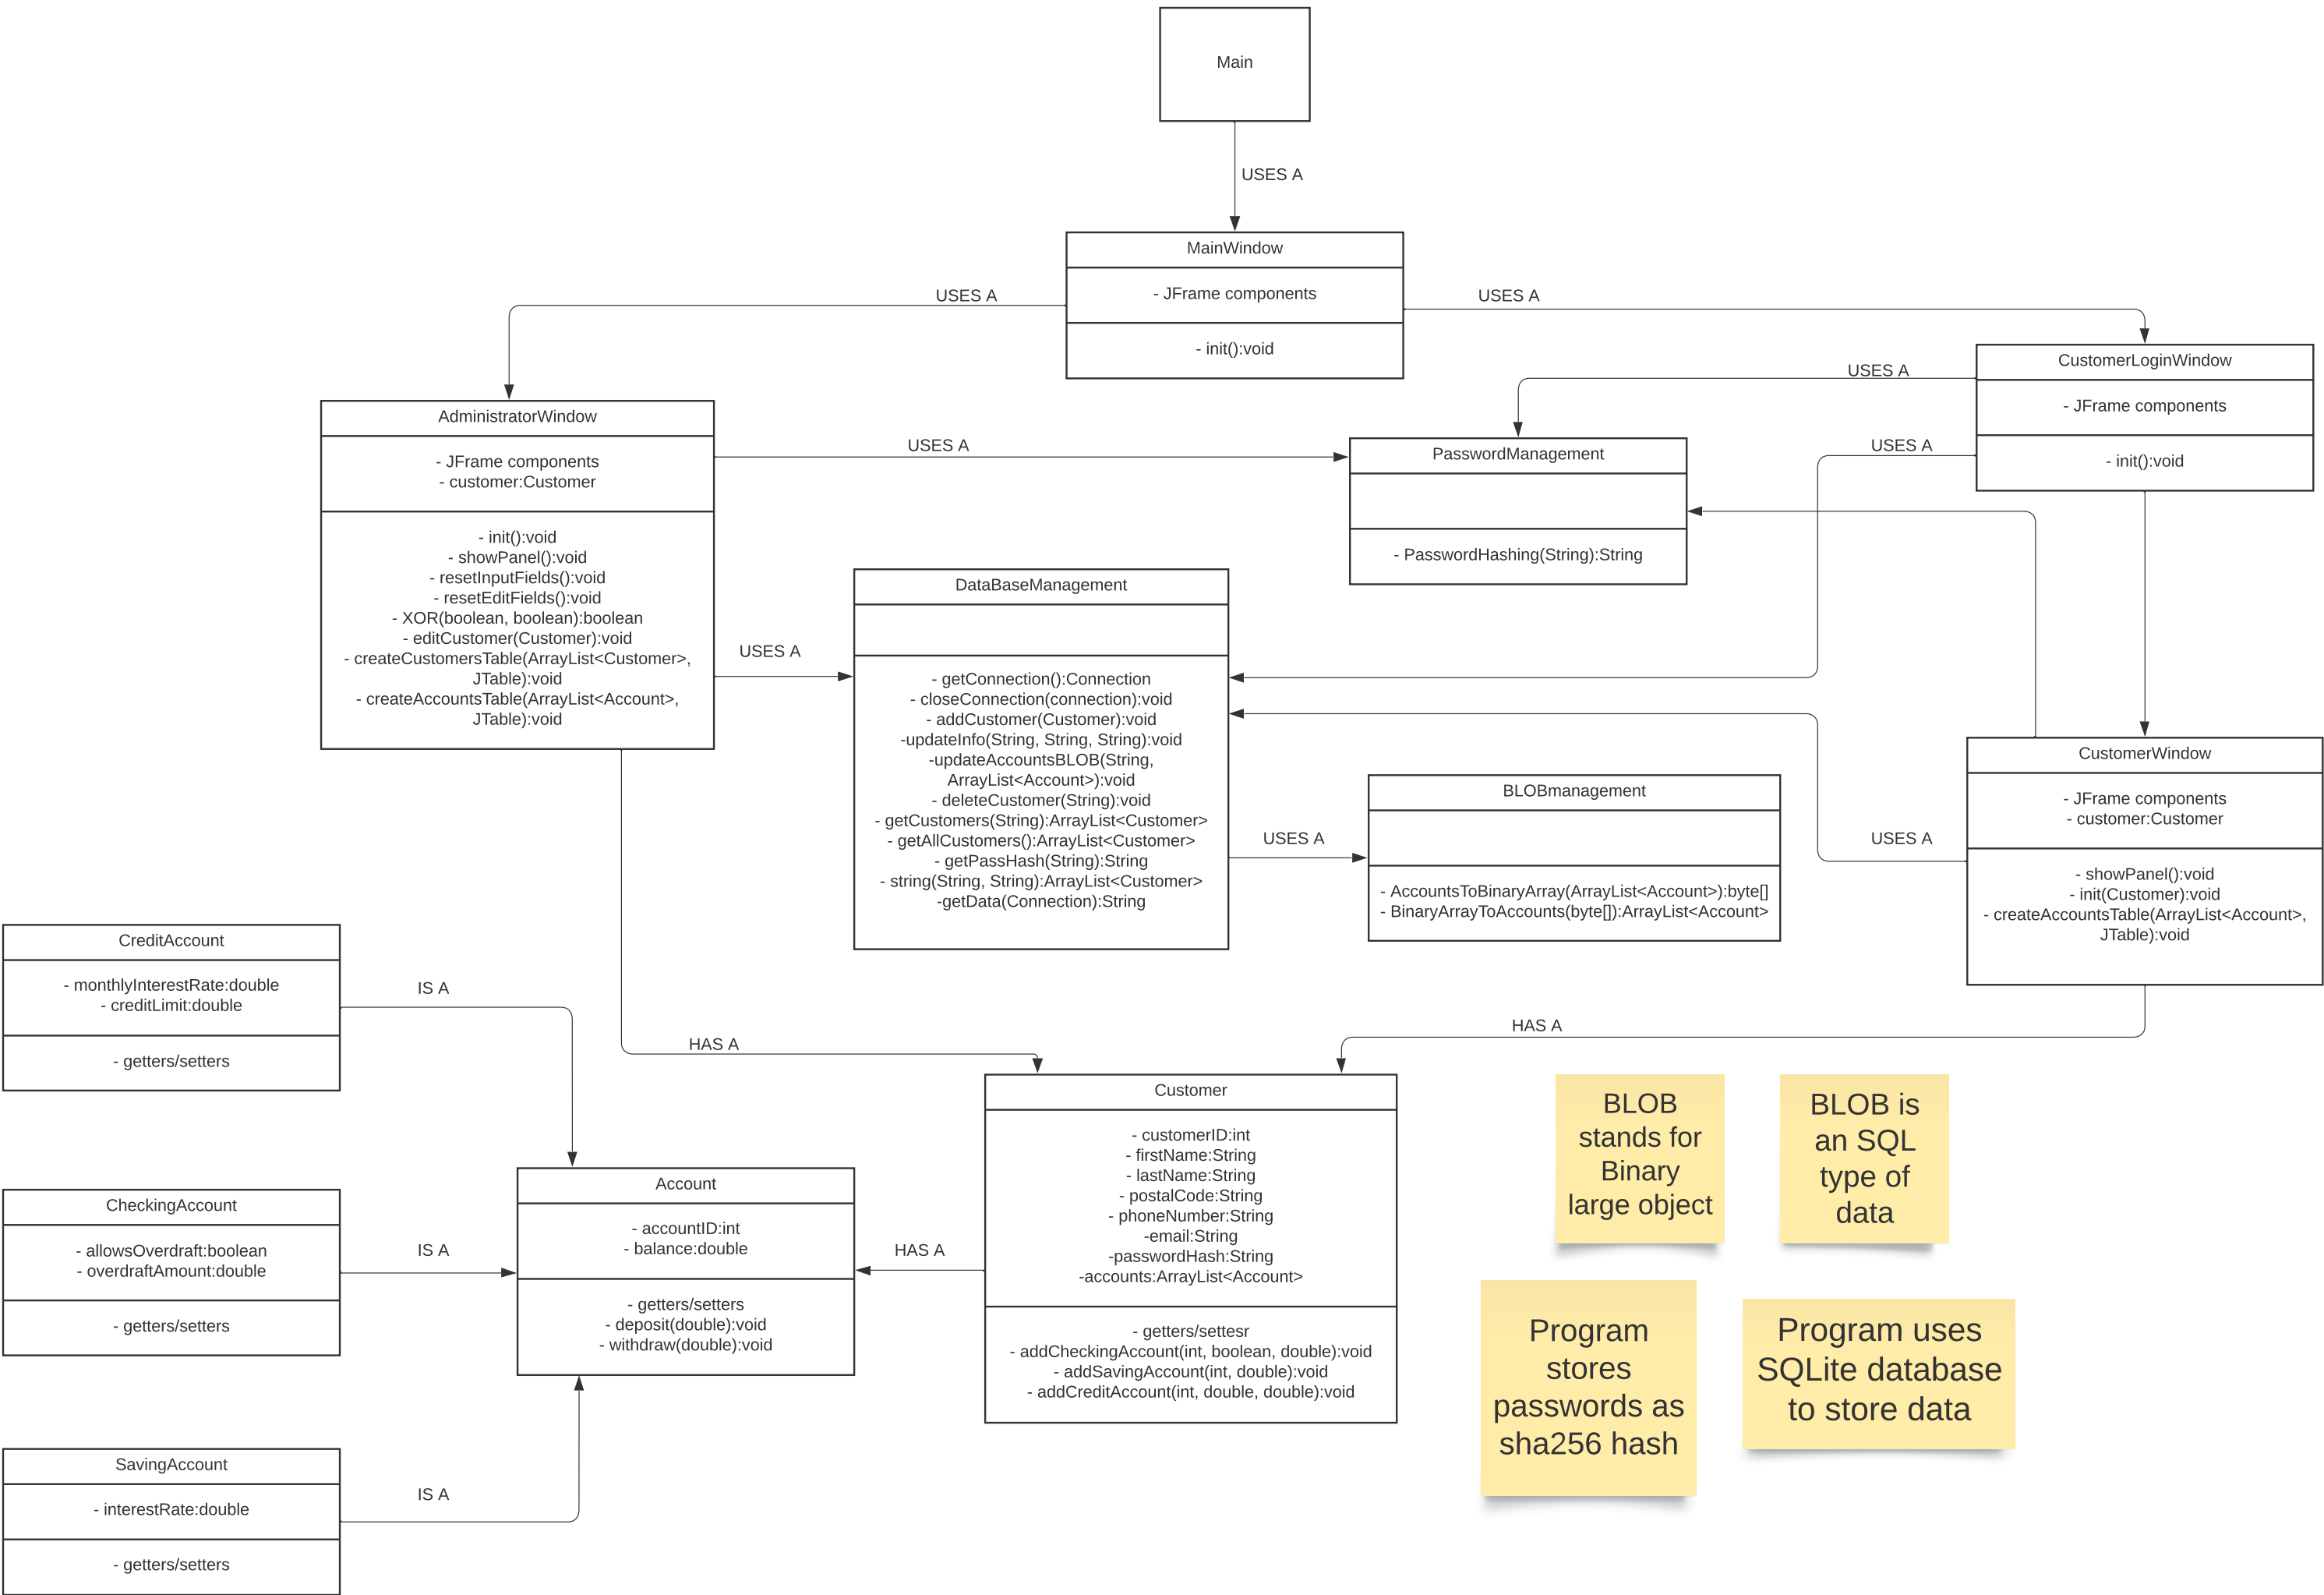 Main
USES A
MainWindow
- JFrame components
- init():void
USES A
USES A
CustomerLoginWindow
- JFrame components
- init():void
USES A
USES A
AdministratorWindow
- JFrame components
- customer:Customer
- init():void
- showPanel():void
- resetInputFields():void
- resetEditFields():void
- XOR(boolean, boolean):boolean
- editCustomer(Customer):void
- createCustomersTable(ArrayList<Customer>,
JTable):void
- createAccountsTable(ArrayList<Account>,
JTable):void
USES A
PasswordManagement
- PasswordHashing(String):String
USES A
DataBaseManagement
- getConnection():Connection
- closeConnection(connection):void
- addCustomer(Customer):void
-updateInfo(String, String, String):void
-updateAccountsBLOB(String,
ArrayList<Account>):void
- deleteCustomer(String):void
- getCustomers(String):ArrayList<Customer>
- getAllCustomers():ArrayList<Customer>
- getPassHash(String):String
- string(String, String):ArrayList<Customer>
-getData(Connection):String
USES A
BLOBmanagement
- AccountsToBinaryArray(ArrayList<Account>):byte[]
- BinaryArrayToAccounts(byte[]):ArrayList<Account>
USES A
CustomerWindow
- JFrame components
- customer:Customer
- showPanel():void
- init(Customer):void
- createAccountsTable(ArrayList<Account>,
JTable):void
CreditAccount
- monthlyInterestRate:double
- creditLimit:double
- getters/setters
IS A
HAS A
HAS A
CheckingAccount
- allowsOverdraft:boolean
- overdraftAmount:double
- getters/setters
IS A
Account
- accountID:int
- balance:double
- getters/setters
- deposit(double):void
- withdraw(double):void
HAS A
Customer
- customerID:int
- firstName:String
- lastName:String
- postalCode:String
- phoneNumber:String
-email:String
-passwordHash:String
-accounts:ArrayList<Account>
- getters/settesr
- addCheckingAccount(int, boolean, double):void
- addSavingAccount(int, double):void
- addCreditAccount(int, double, double):void
SavingAccount
- interestRate:double
- getters/setters
IS A
BLOB
stands for
Binary
large object
BLOB is
an SQL
type of
data
Program
stores
passwords as
sha256 hash
Program uses
SQLite database
to store data